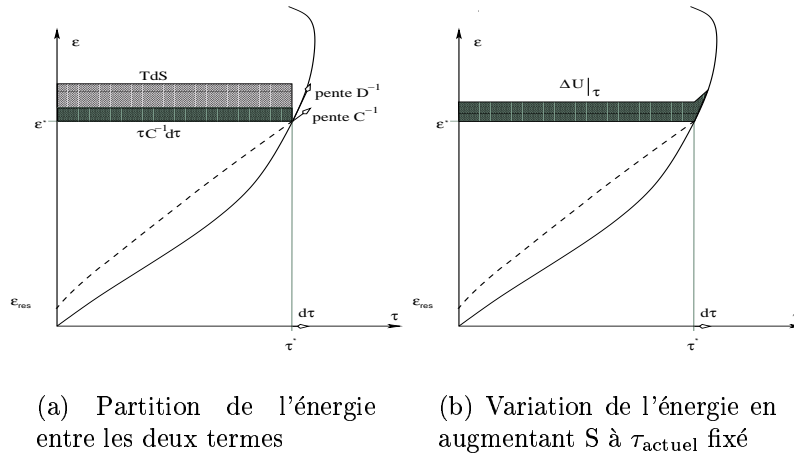 ε
TdS
pente D⁻¹
pente C⁻¹
ε*
τC⁻¹dτ
ε_res
dτ
τ
τ*
ε
ΔU|τ
ε*
ε_res
dτ
τ*
(a) Partition de l'énergie
entre les deux termes
(b) Variation de l'énergie en
augmentant S à τ_actuel fixé